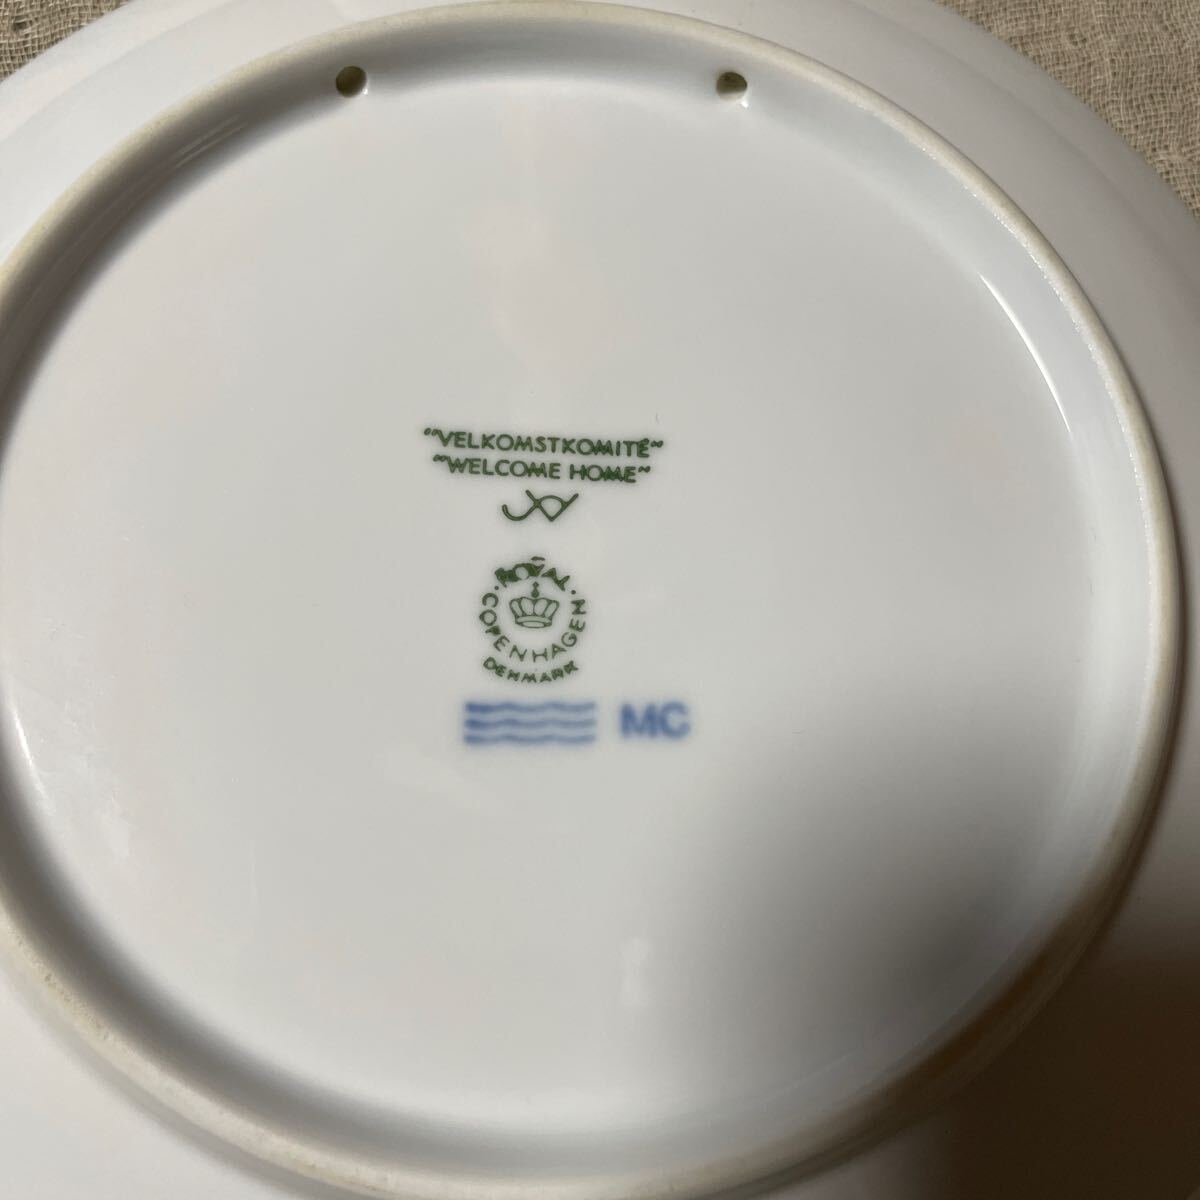 "VELKOMSTKOMITÉ"
"WELCOME HOME"
ROYAL
COPENHAGEN
DENMARK
MC